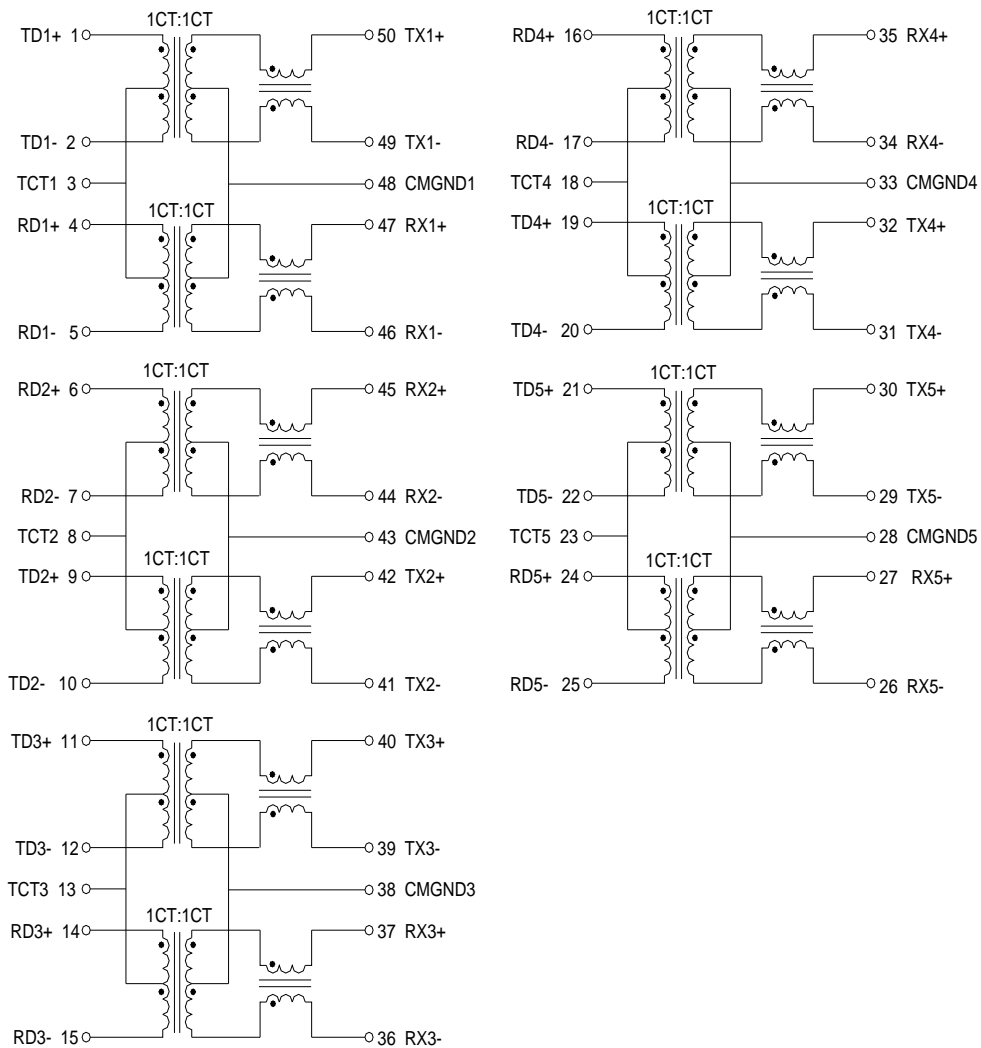 1CT:1CT
TD1+ 1
50 TX1+
TD1- 2
49 TX1-
TCT1 3
48 CMGND1
1CT:1CT
RD1+ 4
47 RX1+
RD1- 5
46 RX1-
1CT:1CT
RD2+ 6
45 RX2+
RD2- 7
44 RX2-
TCT2 8
43 CMGND2
1CT:1CT
TD2+ 9
42 TX2+
TD2- 10
41 TX2-
1CT:1CT
TD3+ 11
40 TX3+
TD3- 12
39 TX3-
TCT3 13
38 CMGND3
1CT:1CT
RD3+ 14
37 RX3+
RD3- 15
36 RX3-
1CT:1CT
RD4+ 16
35 RX4+
RD4- 17
34 RX4-
TCT4 18
33 CMGND4
1CT:1CT
TD4+ 19
32 TX4+
TD4- 20
31 TX4-
1CT:1CT
TD5+ 21
30 TX5+
TD5- 22
29 TX5-
TCT5 23
28 CMGND5
1CT:1CT
RD5+ 24
27 RX5+
RD5- 25
26 RX5-